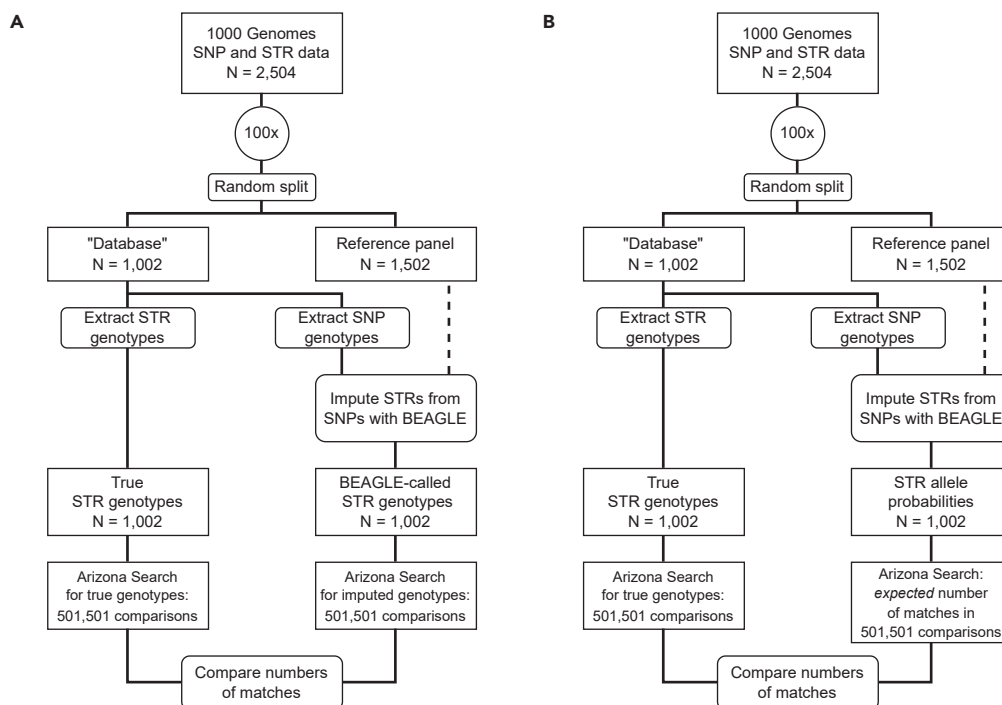 A
1000 Genomes
SNP and STR data
N = 2,504
100x
Random split
"Database"
N = 1,002
Reference panel
N = 1,502
Extract STR
genotypes
Extract SNP
genotypes
Impute STRs from
SNPs with BEAGLE
True
STR genotypes
N = 1,002
BEAGLE-called
STR genotypes
N = 1,002
Arizona Search
for true genotypes:
501,501 comparisons
Arizona Search
for imputed genotypes:
501,501 comparisons
Compare numbers
of matches
B
1000 Genomes
SNP and STR data
N = 2,504
100x
Random split
"Database"
N = 1,002
Reference panel
N = 1,502
Extract STR
genotypes
Extract SNP
genotypes
Impute STRs from
SNPs with BEAGLE
True
STR genotypes
N = 1,002
STR allele
probabilities
N = 1,002
Arizona Search
for true genotypes:
501,501 comparisons
Arizona Search:
expected number
of matches in
501,501 comparisons
Compare numbers
of matches